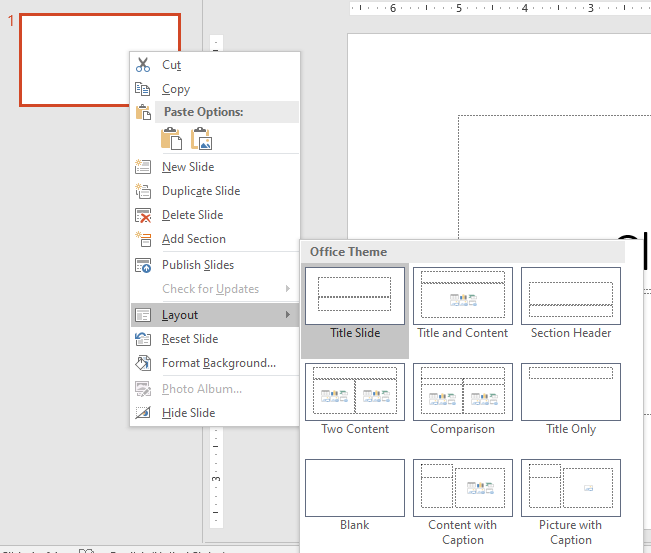 6 5 4 3
1
Cut
Copy
Paste Options:
New Slide
Duplicate Slide
Delete Slide
Add Section
Publish Slides
Check for Updates
Layout
Reset Slide
Format Background...
Photo Album...
Hide Slide
3
Office Theme
Title Slide
Title and Content
Section Header
Two Content
Comparison
Title Only
Blank
Content with
Caption
Picture with
Caption